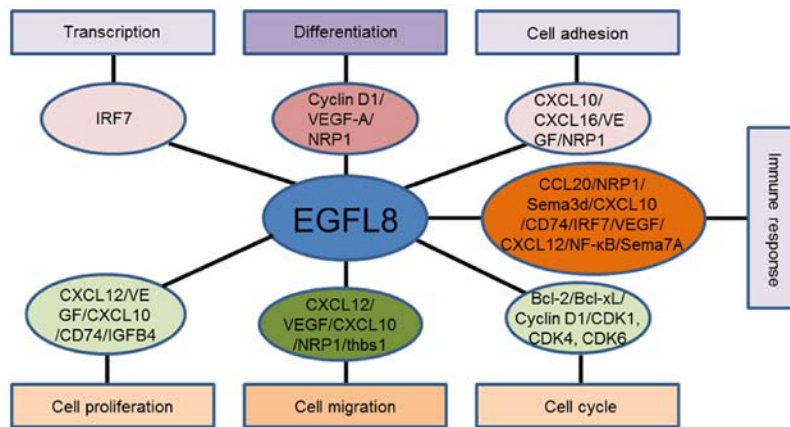 Transcription
Differentiation
Cell adhesion
IRF7
Cyclin D1/
VEGF-A/
NRP1
CXCL10/
CXCL16/VE
GF/NRP1
EGFL8
CCL20/NRP1/
Sema3d/CXCL10
/CD74/IRF7/VEGF/
CXCL12/NF-κB/Sema7A
Immune response
CXCL12/VE
GF/CXCL10
/CD74/IGFB4
CXCL12/
VEGF/CXCL10
/NRP1/thbs1
Bcl-2/Bcl-xL/
Cyclin D1/CDK1,
CDK4, CDK6
Cell proliferation
Cell migration
Cell cycle